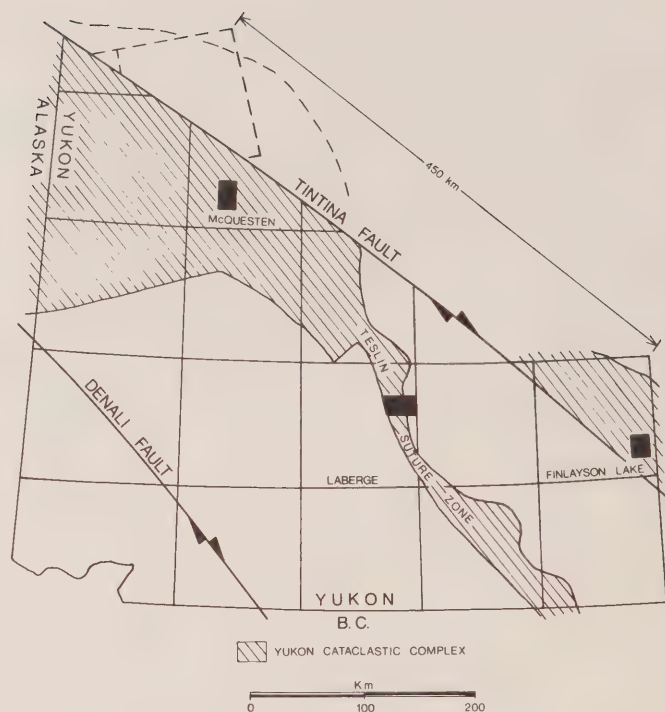 450 km
ALASKA
YUKON
TINTINA FAULT
McQUESTEN
TESLIN
SUTURE ZONE
DENALI FAULT
LABERGE
FINLAYSON LAKE
YUKON
B.C.
YUKON CATACLASTIC COMPLEX
Km
0 100 200